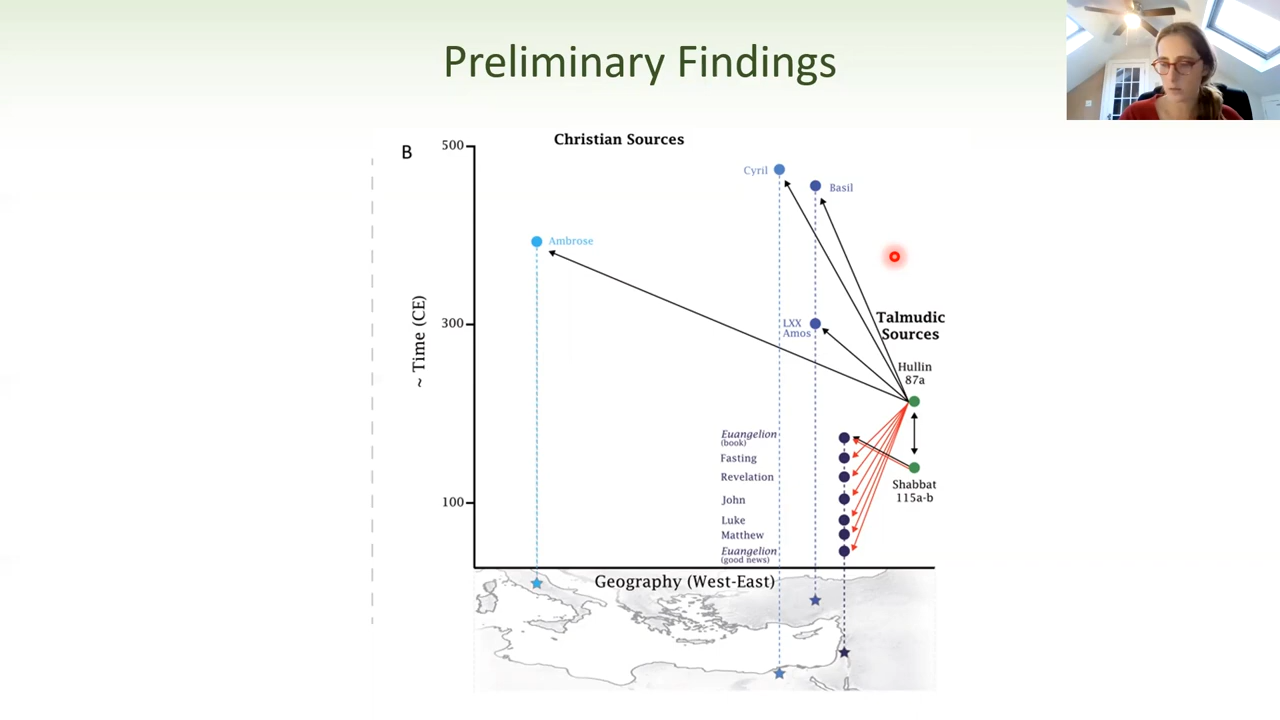 Preliminary Findings
B
Christian Sources
500
300
100
~ Time (CE)
Cyril
Basil
Ambrose
LXX
Amos
Talmudic
Sources
Hullin
87a
Euangelion
(book)
Fasting
Revelation
John
Luke
Matthew
Euangelion
(good news)
Shabbat
115a-b
Geography (West-East)